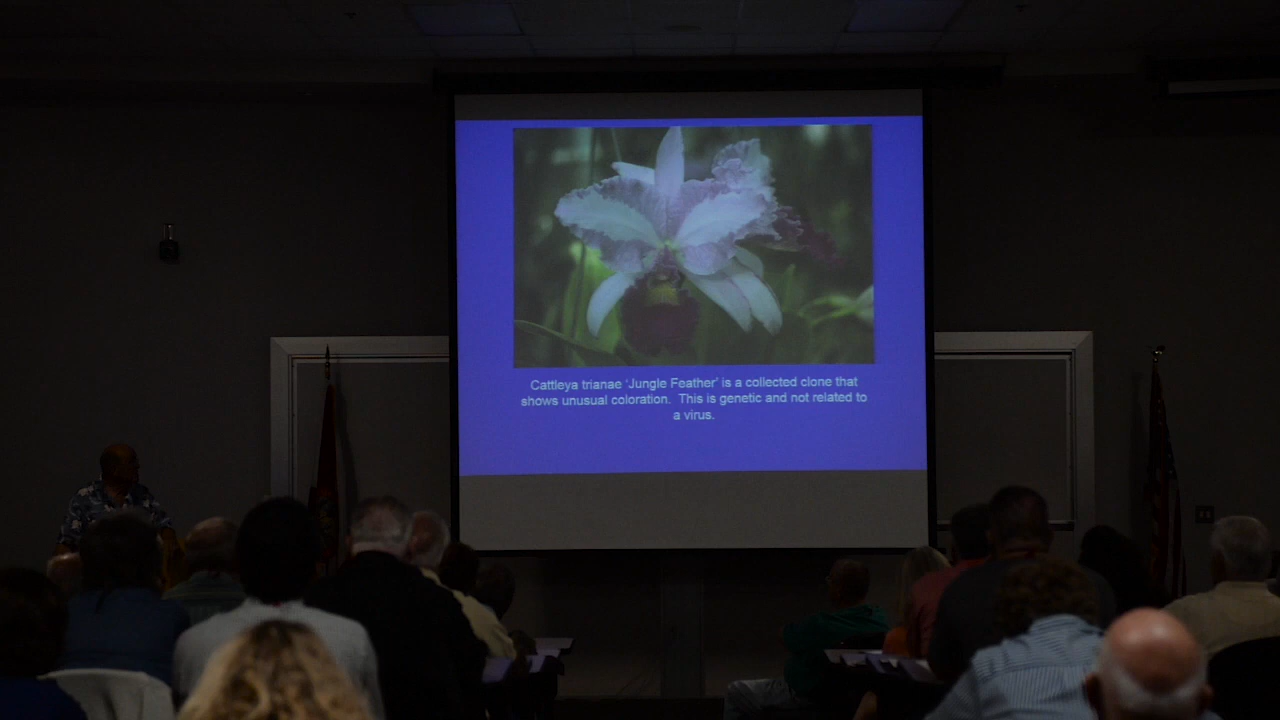 Cattleya trianae ‘Jungle Feather’ is a collected clone that
shows unusual coloration.  This is genetic and not related to
a virus.